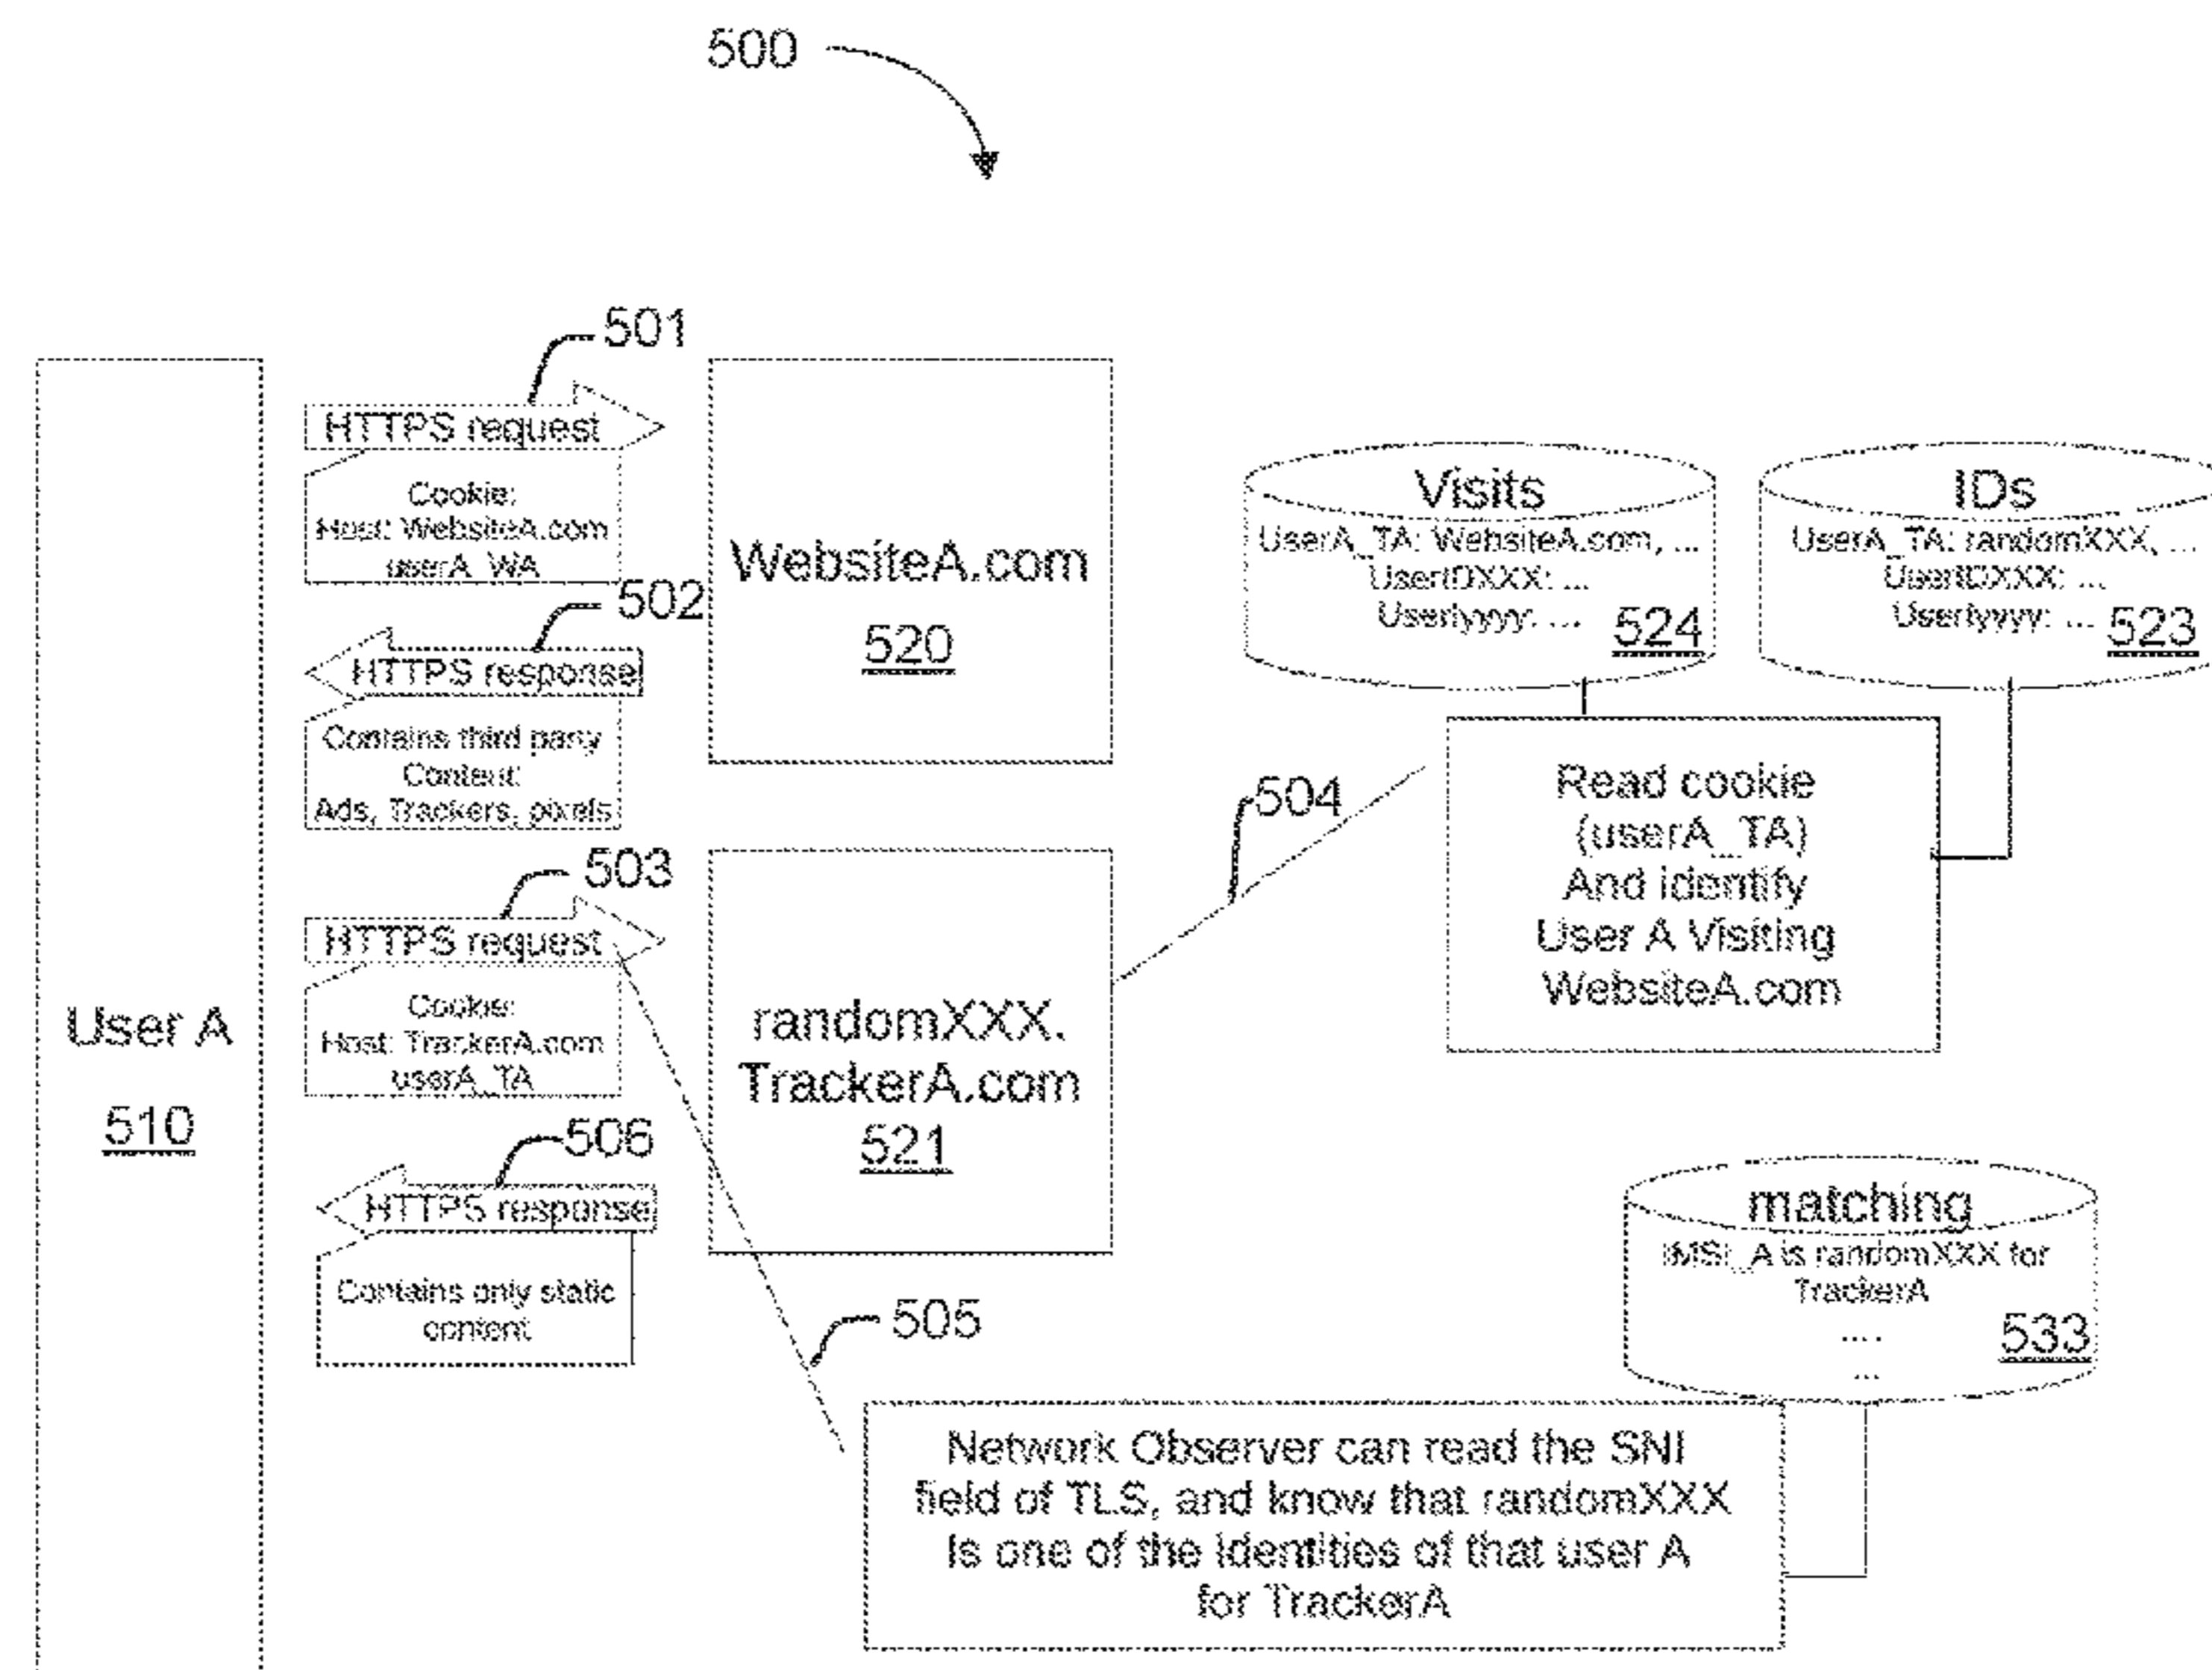 500
501
HTTPS request
Cookie:
Host: WebsiteA.com
userA_WA
502
HTTPS response
Contains third party
Content:
Ads, Trackers, pixels
503
HTTPS request
Cookie:
Host: TrackerA.com
userA_TA
506
HTTPS response
Contains only static
content
User A
510
WebsiteA.com
520
randomXXX.
TrackerA.com
521
504
505
Visits
UserA_TA: WebsiteA.com, ...
UserIDXXX: ...
Userlyyyy: ...
524
IDs
UserA_TA: randomXXX, ...
UserIDXXX: ...
Userlyyyy: ...
523
Read cookie
(userA_TA)
And identify
User A Visiting
WebsiteA.com
matching
IMSI_A is randomXXX for
TrackerA
....
...
533
Network Observer can read the SNI
field of TLS, and know that randomXXX
Is one of the identities of that user A
for TrackerA